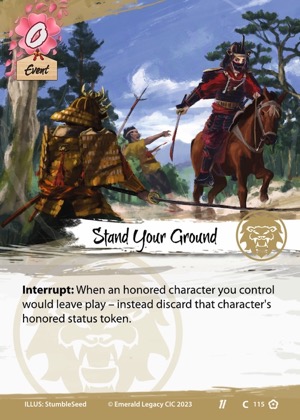 0
Event
Stand Your Ground
Interrupt: When an honored character you control
would leave play – instead discard that character's
honored status token.
ILLUS: StumbleSeed © Emerald Legacy CIC 2023 C 115